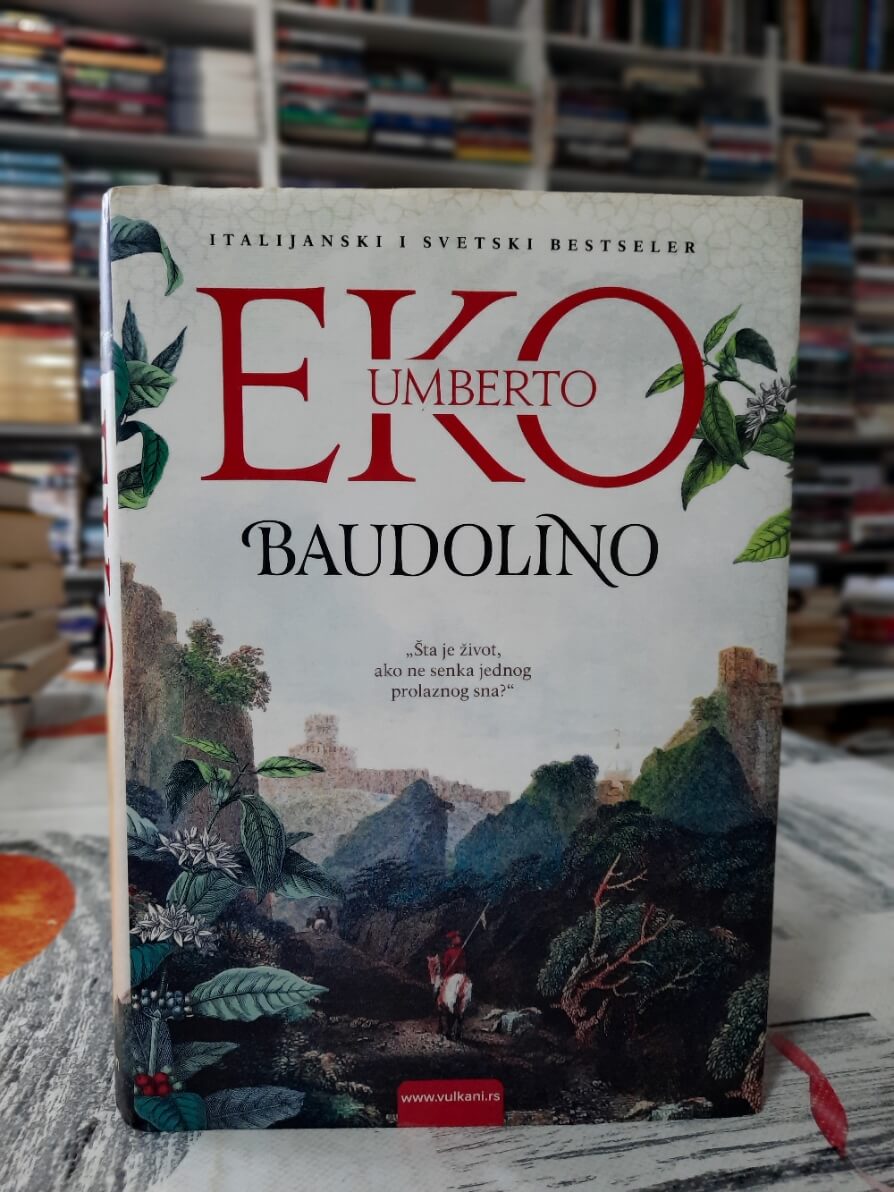 ITALIJANSKI I SVETSKI BESTSELER
EKO
UMBERTO
BAUDOLINO
„Šta je život,
ako ne senka jednog
prolaznog sna?“
www.vulkani.rs